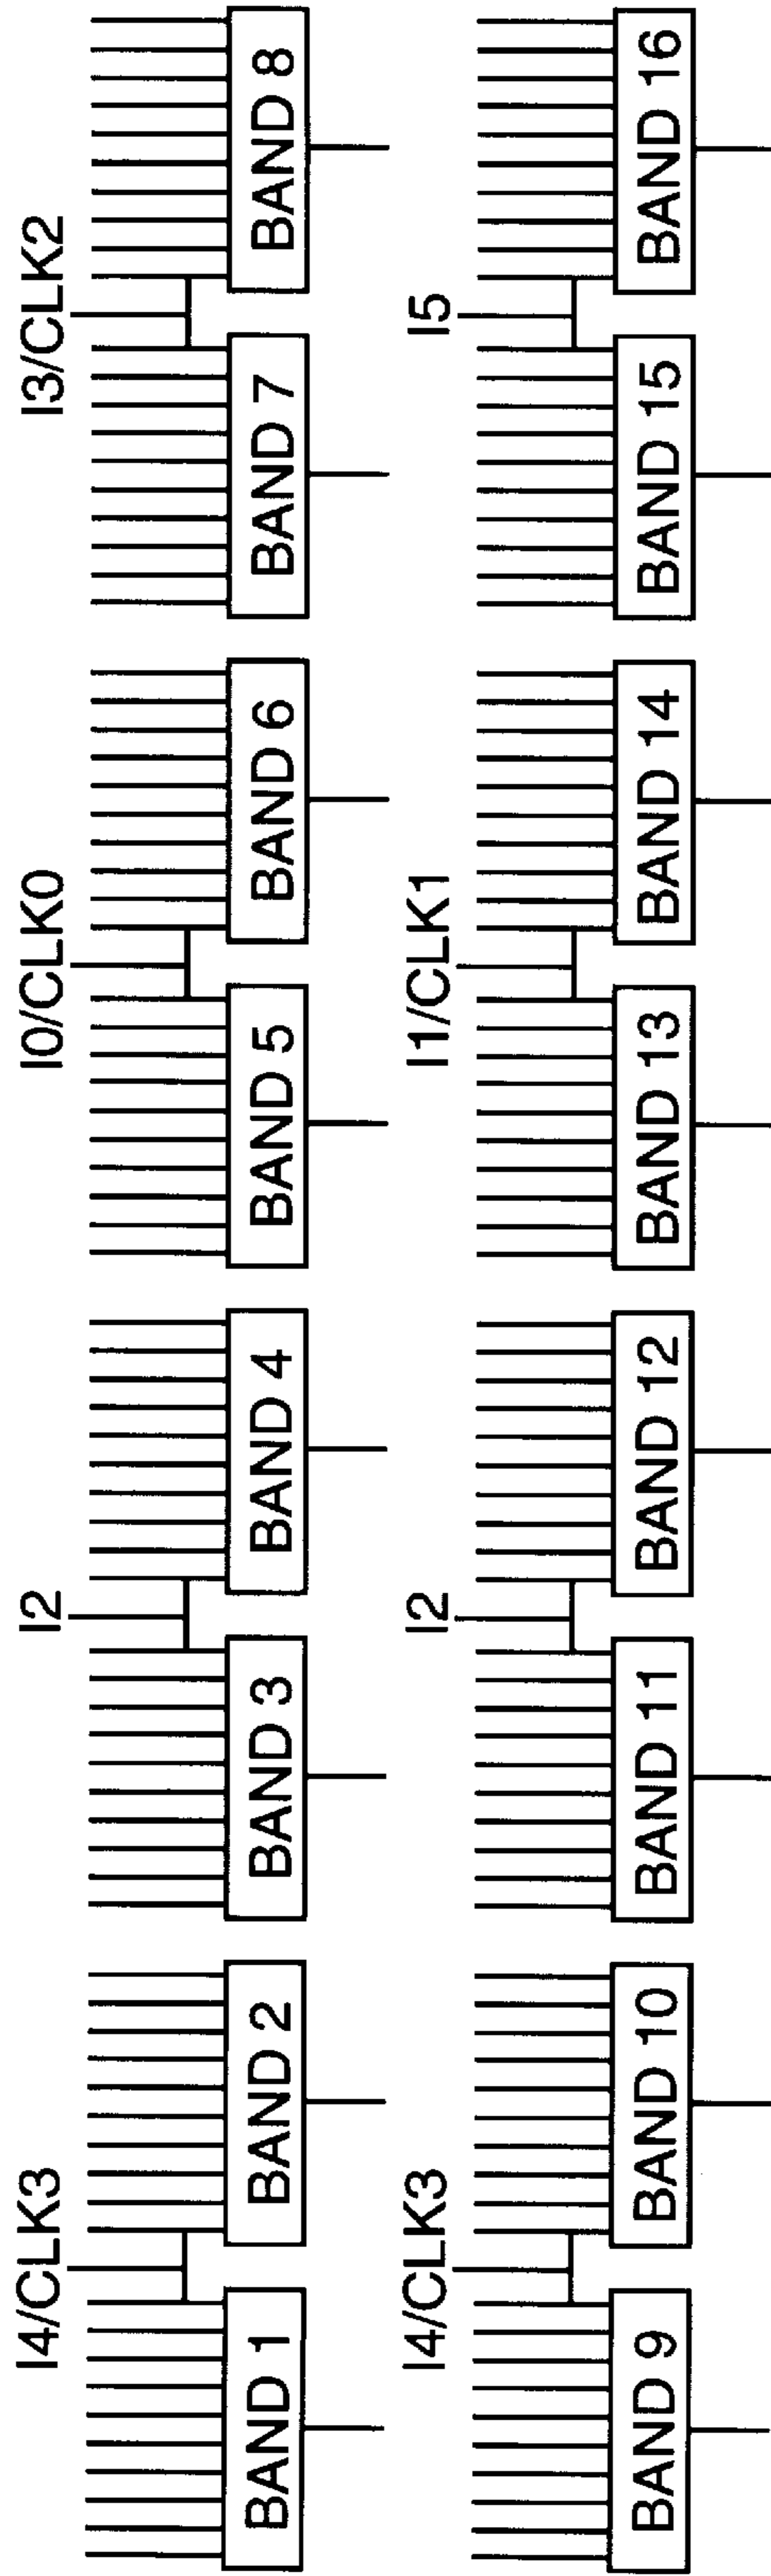 I4/CLK3
I2
I0/CLK0
I3/CLK2
BAND 1
BAND 2
BAND 3
BAND 4
BAND 5
BAND 6
BAND 7
BAND 8
I4/CLK3
I2
I1/CLK1
I5
BAND 9
BAND 10
BAND 11
BAND 12
BAND 13
BAND 14
BAND 15
BAND 16